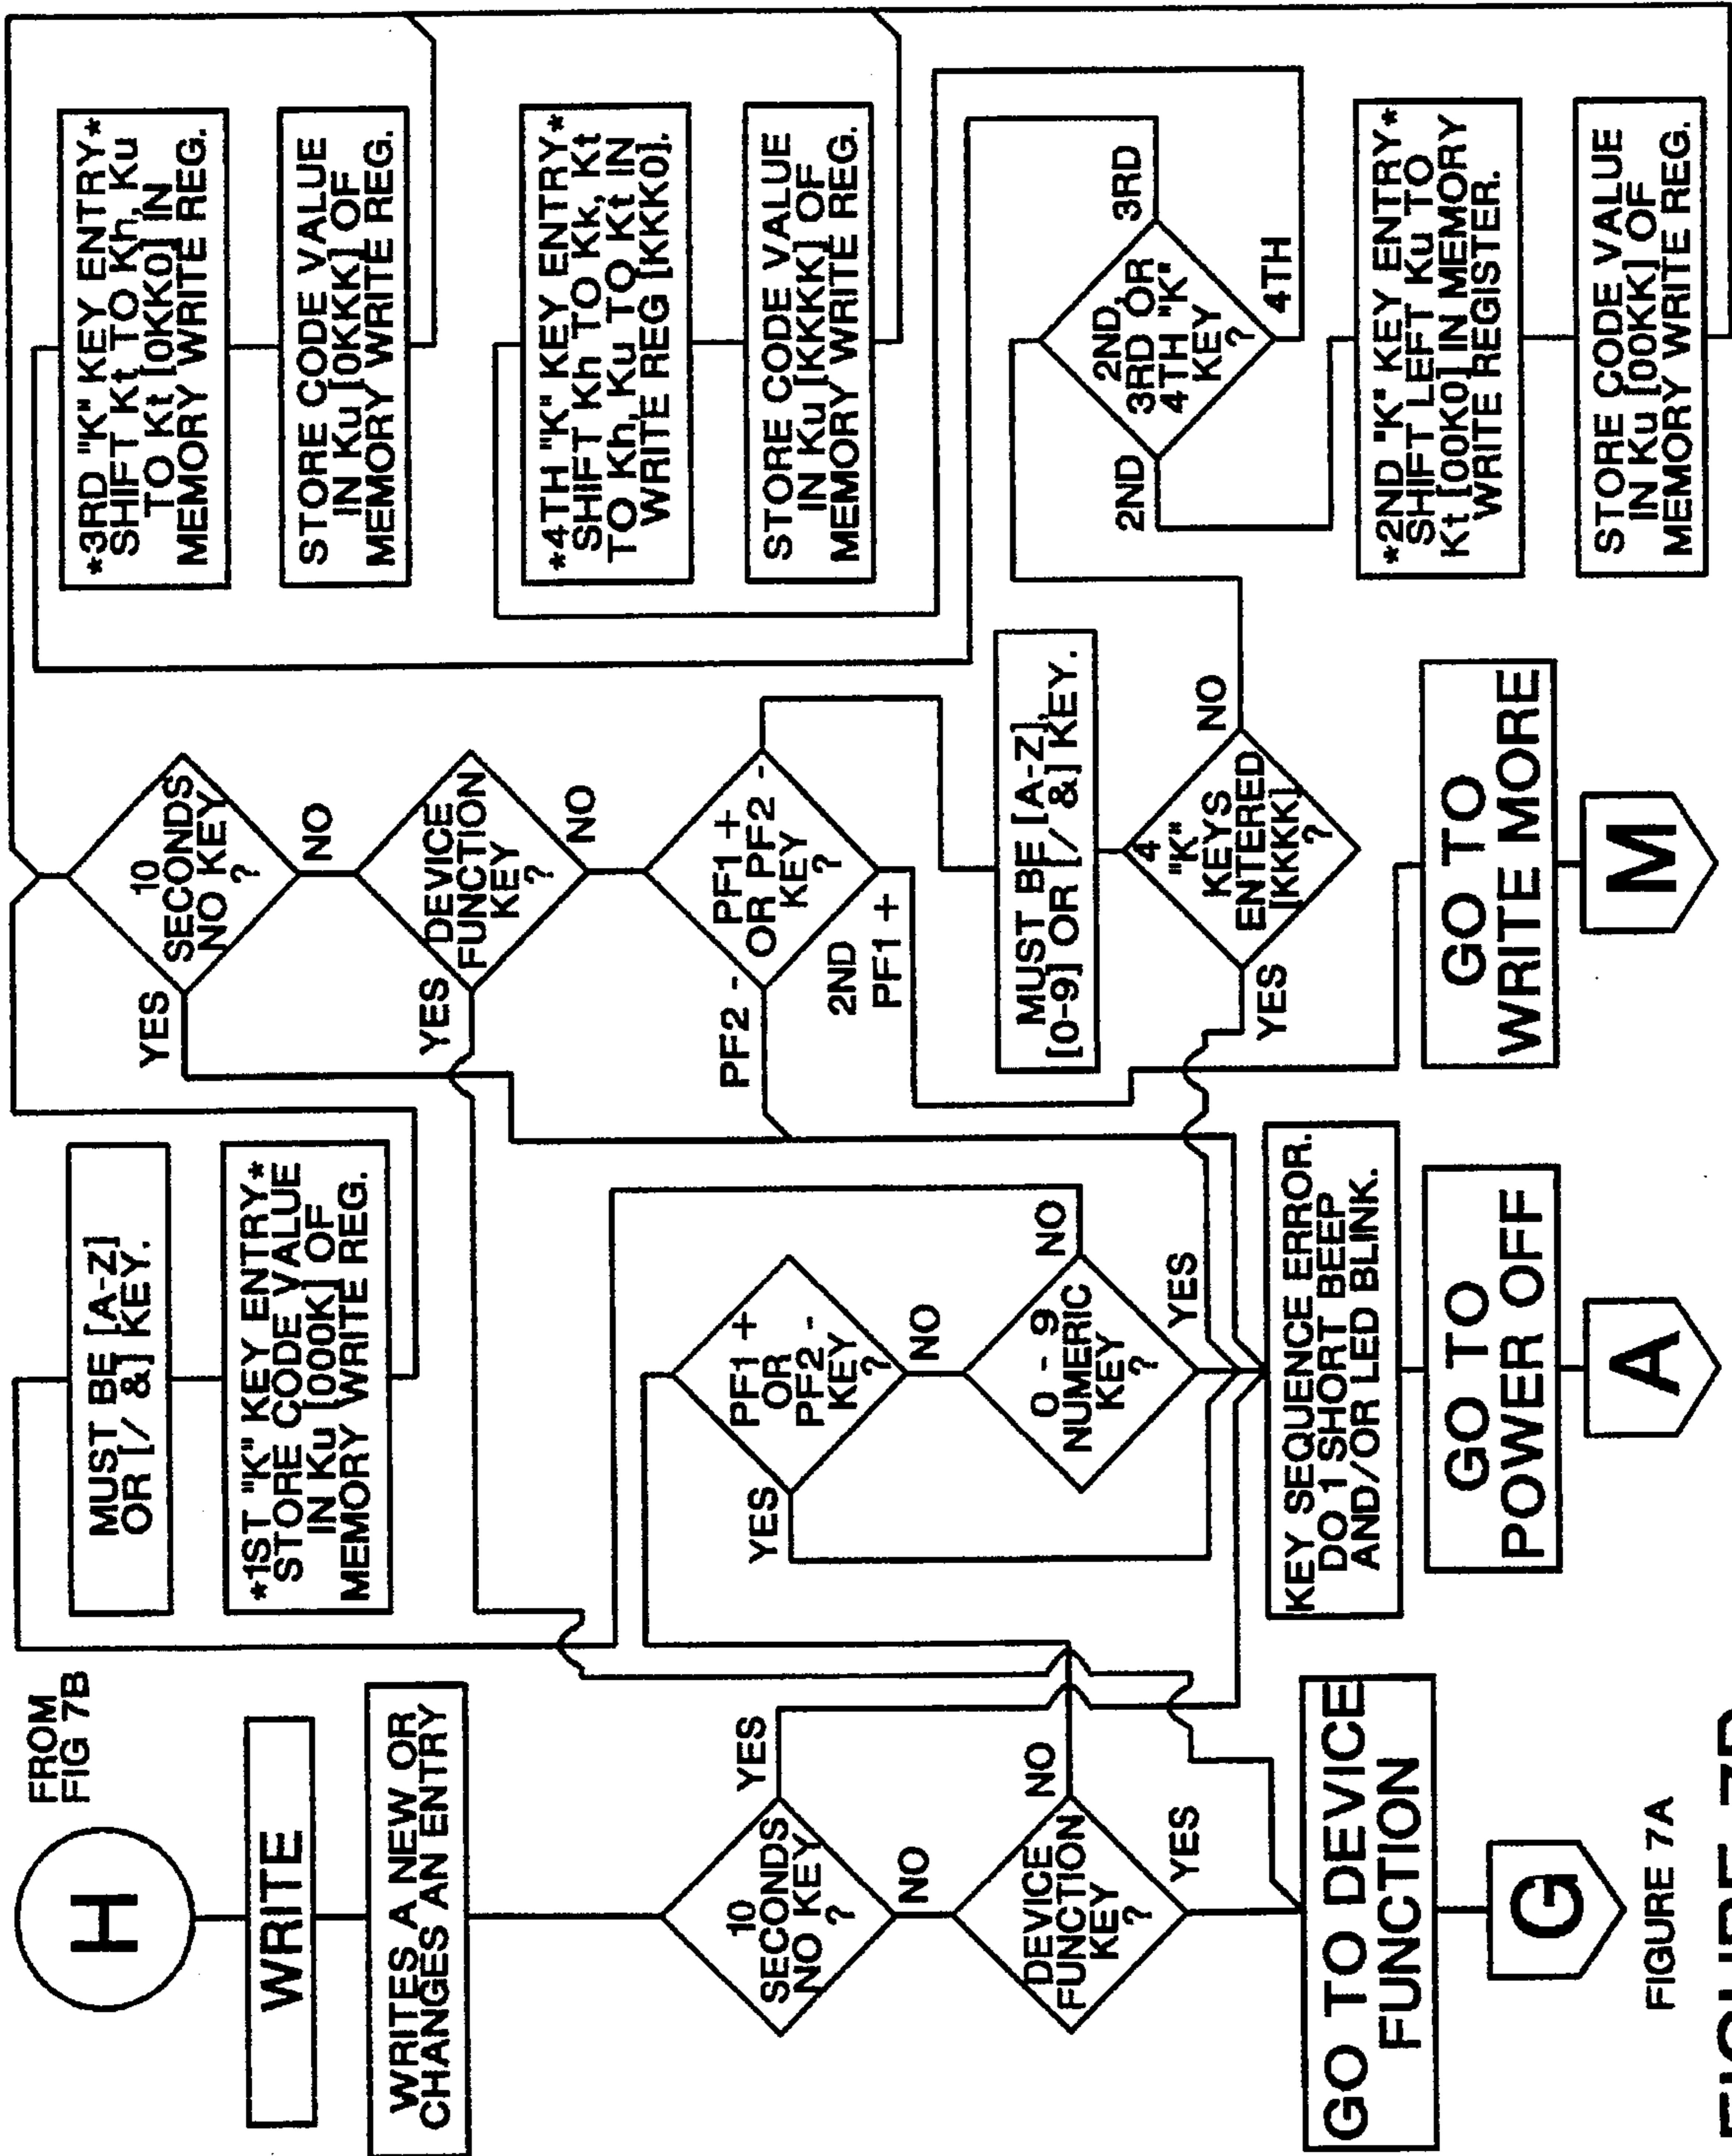 FROM
FIG 7B
H
WRITE
WRITES A NEW OR
CHANGES AN ENTRY
10
SECONDS
NO KEY
?
YES
NO
DEVICE
FUNCTION
KEY
?
NO
YES
GO TO DEVICE
FUNCTION
G
FIGURE 7A
MUST BE [A-Z]
OR [/ &] KEY.
*1ST "K" KEY ENTRY*
STORE CODE VALUE
IN Ku [000K] OF
MEMORY WRITE REG.
PF1 +
OR
PF2 -
KEY
?
YES
NO
0 - 9
NUMERIC
KEY
?
NO
YES
KEY SEQUENCE ERROR.
DO 1 SHORT BEEP
AND/OR LED BLINK.
GO TO
POWER OFF
A
10
SECONDS
NO KEY
?
YES
NO
DEVICE
FUNCTION
KEY
?
YES
NO
PF1 +
OR PF2 -
KEY
?
PF2 -
2ND
PF1 +
MUST BE [A-Z],
[0-9] OR [/ &] KEY.
4
"K"
KEYS
ENTERED
[KKKK]
?
YES
NO
GO TO
WRITE MORE
M
*3RD "K" KEY ENTRY*
SHIFT Kt TO Kh, Ku
TO Kt [0KK0] IN
MEMORY WRITE REG.
STORE CODE VALUE
IN Ku [0KKK] OF
MEMORY WRITE REG.
*4TH "K" KEY ENTRY*
SHIFT Kh TO Kk, Kt
TO Kh, Ku TO Kt IN
WRITE REG [KKK0].
STORE CODE VALUE
IN Ku [KKKK] OF
MEMORY WRITE REG.
2ND,
3RD OR
4TH "K"
KEY
?
2ND
3RD
4TH
*2ND "K" KEY ENTRY*
SHIFT LEFT Ku TO
Kt [00K0] IN MEMORY
WRITE REGISTER.
STORE CODE VALUE
IN Ku [00KK] OF
MEMORY WRITE REG.